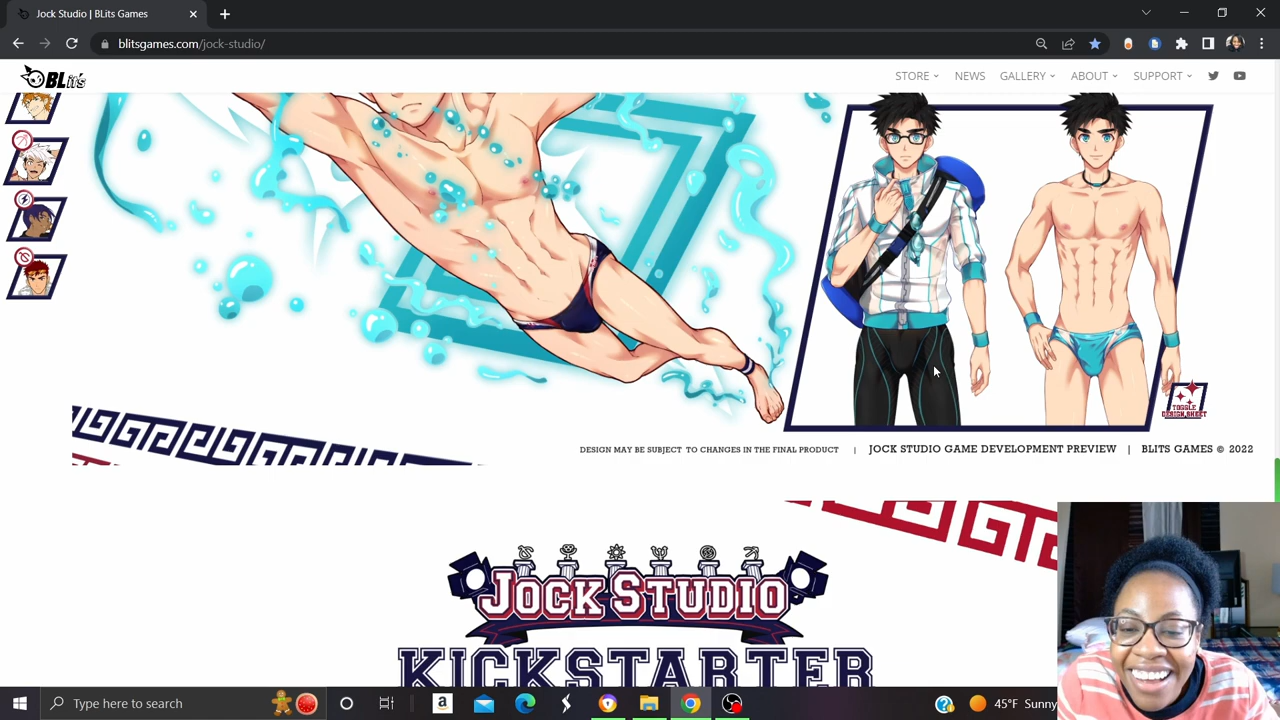 Jock Studio | BLits Games
blitsgames.com/jock-studio/
BLits
STORE NEWS GALLERY ABOUT SUPPORT
TOGGLE
DESIGN SHEET
DESIGN MAY BE SUBJECT TO CHANGES IN THE FINAL PRODUCT | JOCK STUDIO GAME DEVELOPMENT PREVIEW | BLITS GAMES © 2022
JOCK STUDIO
KICKSTARTER
Type here to search
a
45°F Sunny